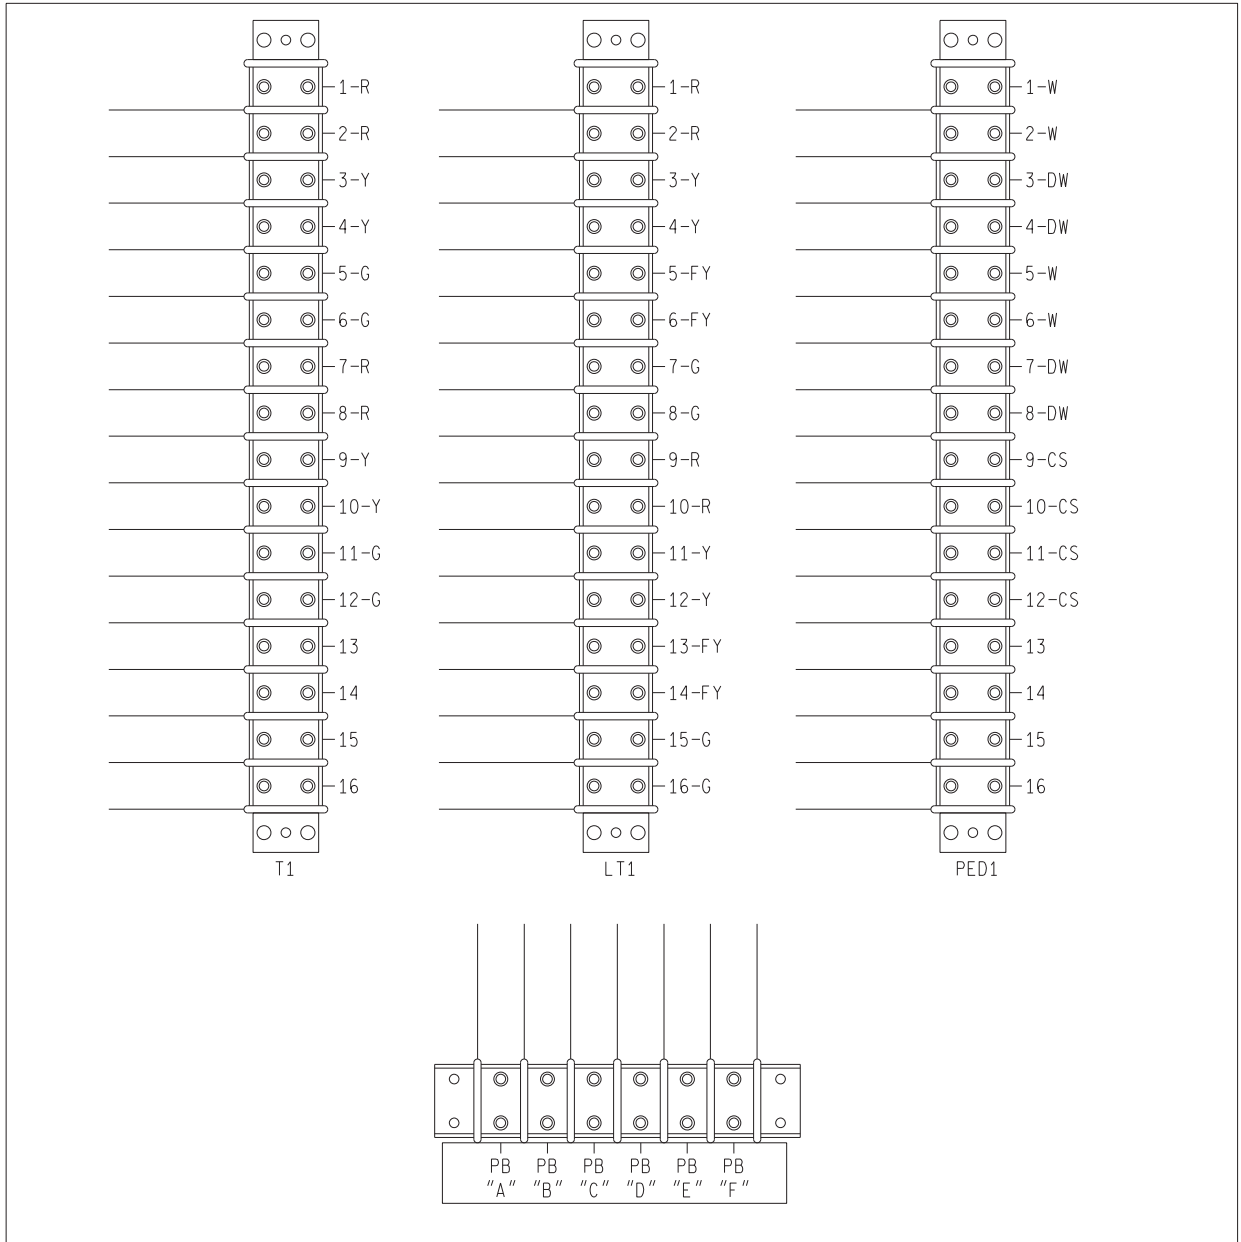 1-R
2-R
3-Y
4-Y
5-G
6-G
7-R
8-R
9-Y
10-Y
11-G
12-G
13
14
15
16
T1
1-R
2-R
3-Y
4-Y
5-FY
6-FY
7-G
8-G
9-R
10-R
11-Y
12-Y
13-FY
14-FY
15-G
16-G
LT1
1-W
2-W
3-DW
4-DW
5-W
6-W
7-DW
8-DW
9-CS
10-CS
11-CS
12-CS
13
14
15
16
PED1
PB PB PB PB PB PB
"A" "B" "C" "D" "E" "F"